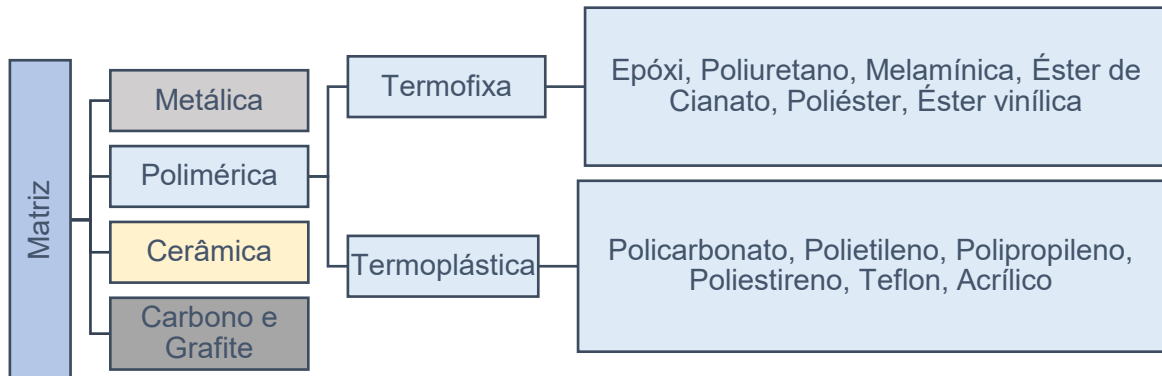 Matriz
Metálica
Polimérica
Cerâmica
Carbono e
Grafite
Termofixa
Termoplástica
Epóxi, Poliuretano, Melamínica, Éster de
Cianato, Poliéster, Éster vinílica
Policarbonato, Polietileno, Polipropileno,
Poliestireno, Teflon, Acrílico